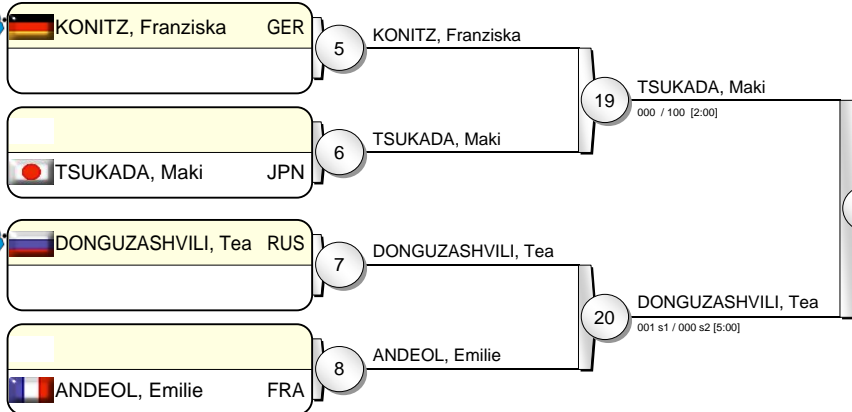 KONITZ, Franziska GER
5
KONITZ, Franziska
19
TSUKADA, Maki
000 / 100 [2:00]
6
TSUKADA, Maki
TSUKADA, Maki JPN
DONGUZASHVILI, Tea RUS
7
DONGUZASHVILI, Tea
20
DONGUZASHVILI, Tea
001 s1 / 000 s2 [5:00]
8
ANDEOL, Emilie
ANDEOL, Emilie FRA